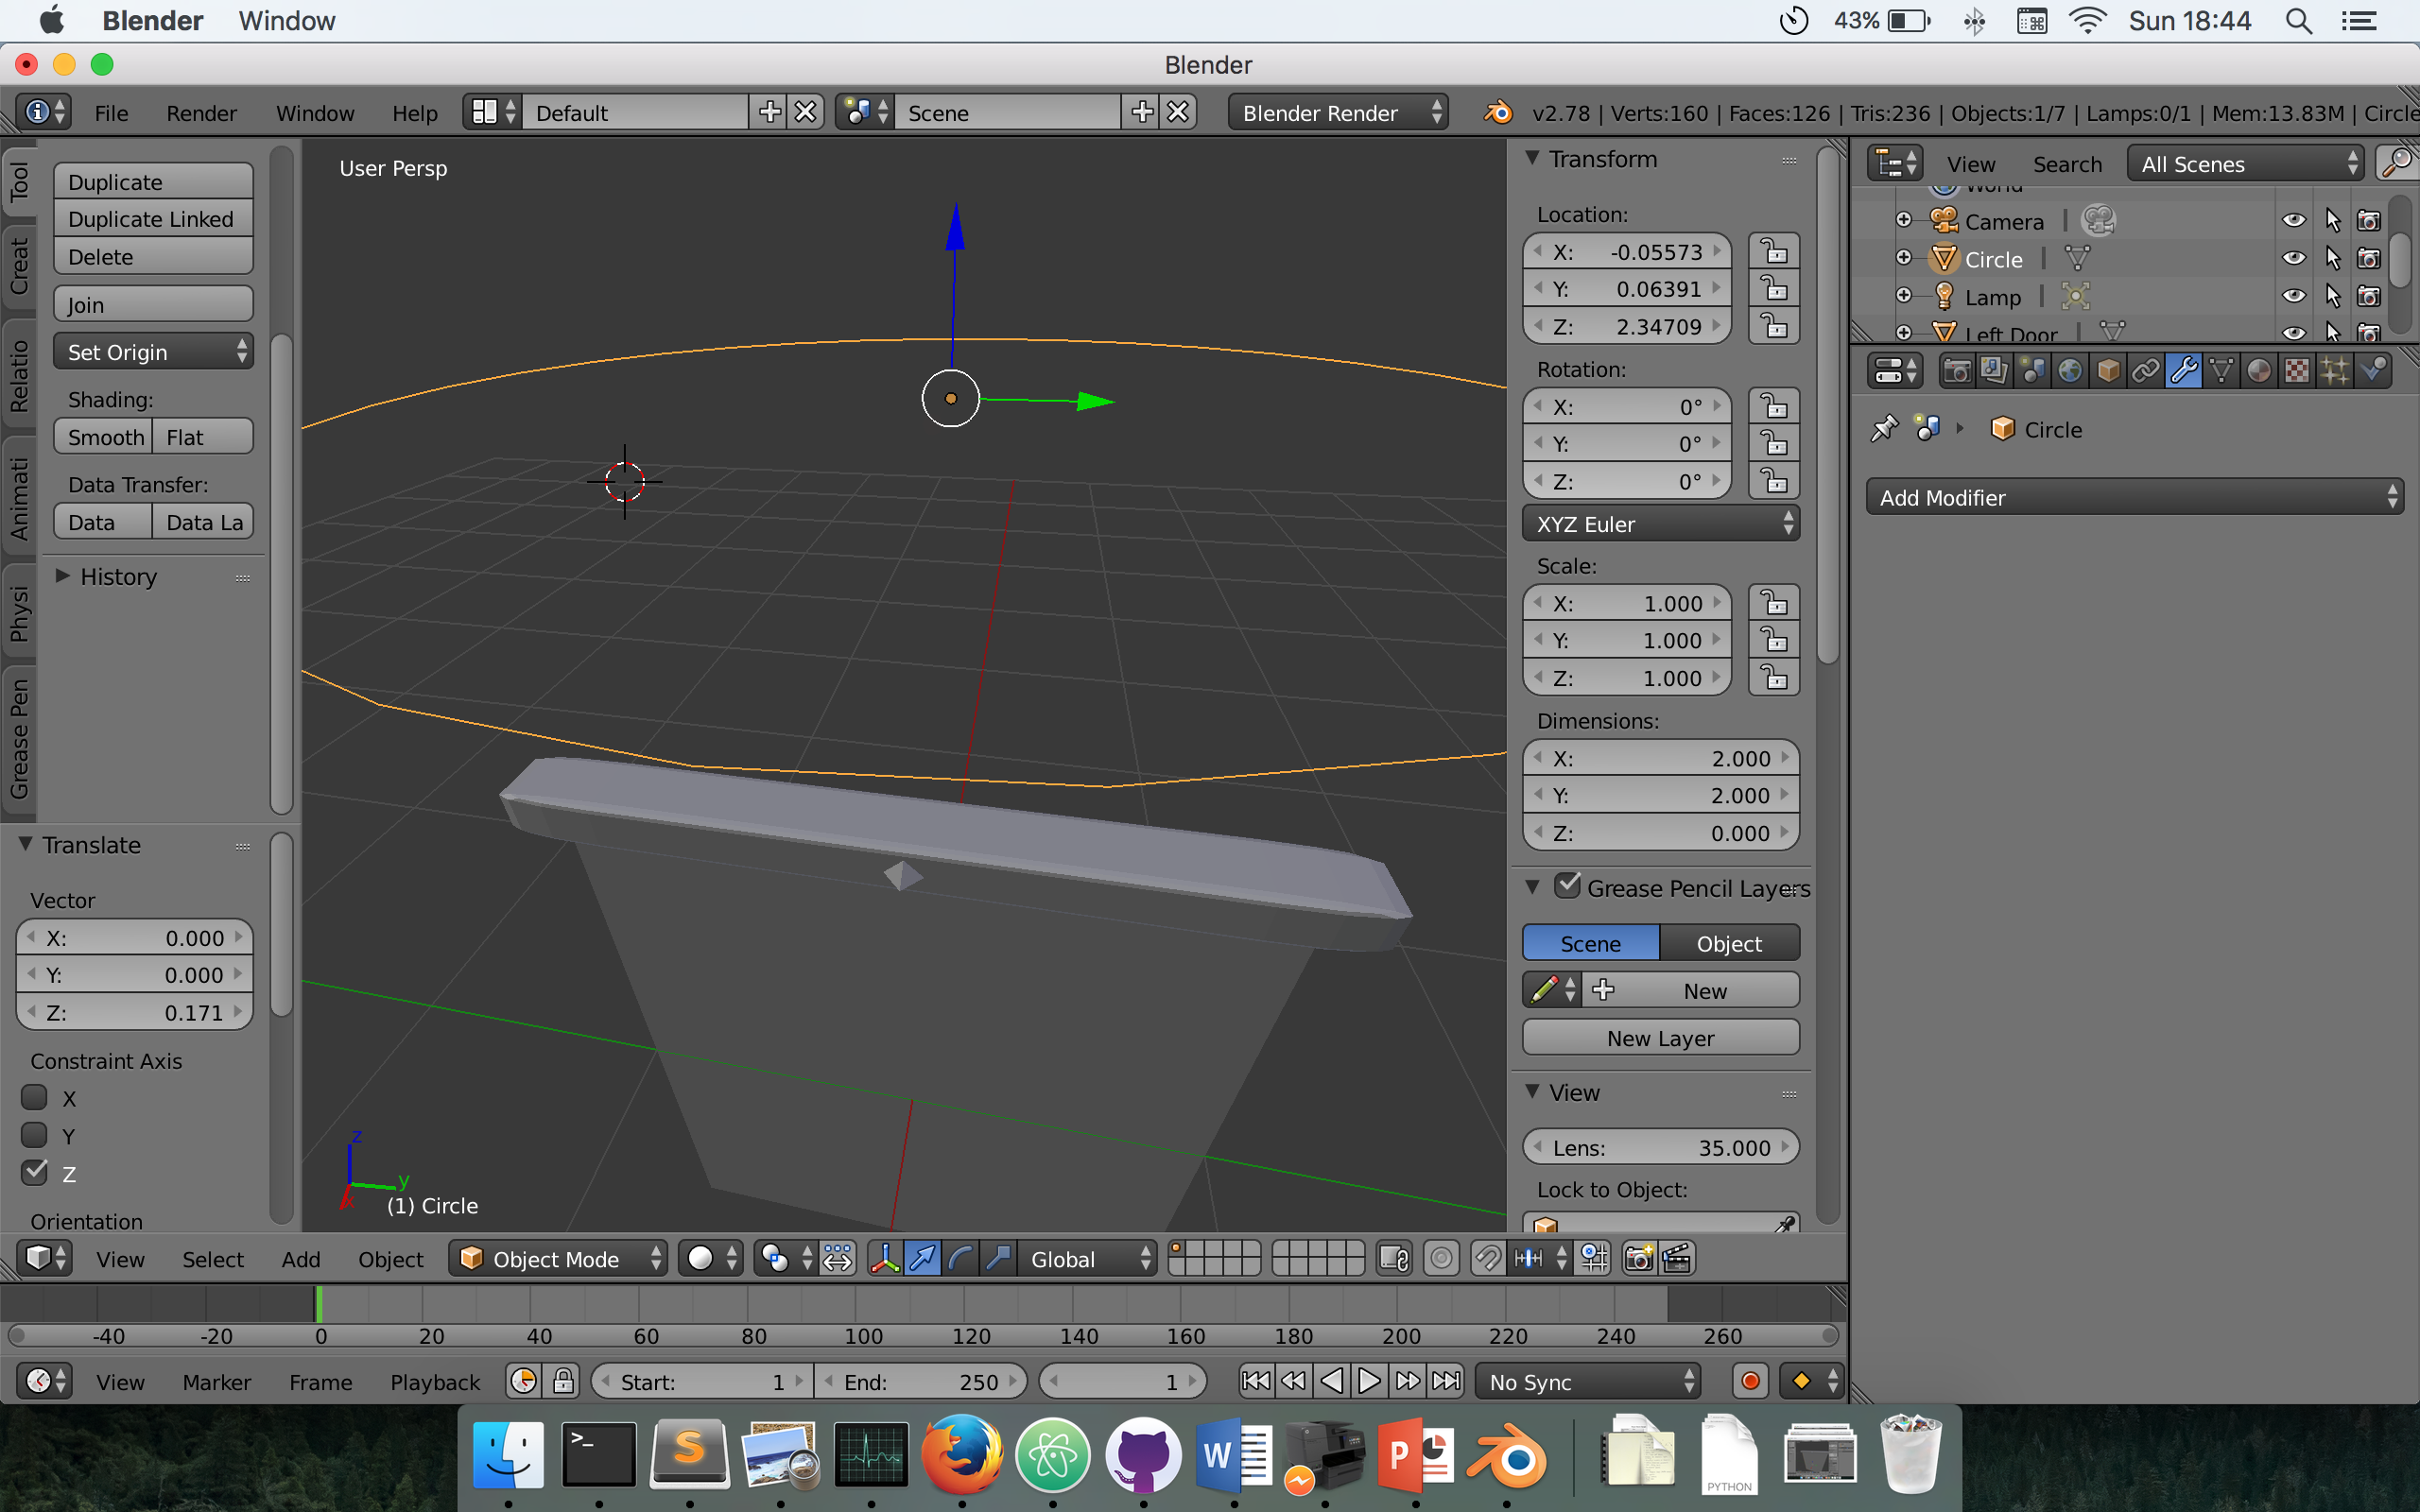 Blender Window 43% Sun 18:44
Blender
File Render Window Help Default Scene Blender Render v2.78 | Verts:160 | Faces:126 | Tris:236 | Objects:1/7 | Lamps:0/1 | Mem:13.83M | Circle
Tool
Creat
Relatio
Animati
Physi
Grease Pen
Duplicate
Duplicate Linked
Delete
Join
Set Origin
Shading:
Smooth Flat
Data Transfer:
Data Data La
History
Translate
Vector
X: 0.000
Y: 0.000
Z: 0.171
Constraint Axis
X
Y
Z
Orientation
User Persp
z
y
x
(1) Circle
Transform
Location:
X: -0.05573
Y: 0.06391
Z: 2.34709
Rotation:
X: 0°
Y: 0°
Z: 0°
XYZ Euler
Scale:
X: 1.000
Y: 1.000
Z: 1.000
Dimensions:
X: 2.000
Y: 2.000
Z: 0.000
Grease Pencil Layers
Scene Object
New
New Layer
View
Lens: 35.000
Lock to Object:
View Search All Scenes
World
Camera
Circle
Lamp
Left Door
Circle
Add Modifier
View Select Add Object Object Mode Global
-40 -20 0 20 40 60 80 100 120 140 160 180 200 220 240 260
View Marker Frame Playback Start: 1 End: 250 1 No Sync
>_
S
W
P
PYTHON